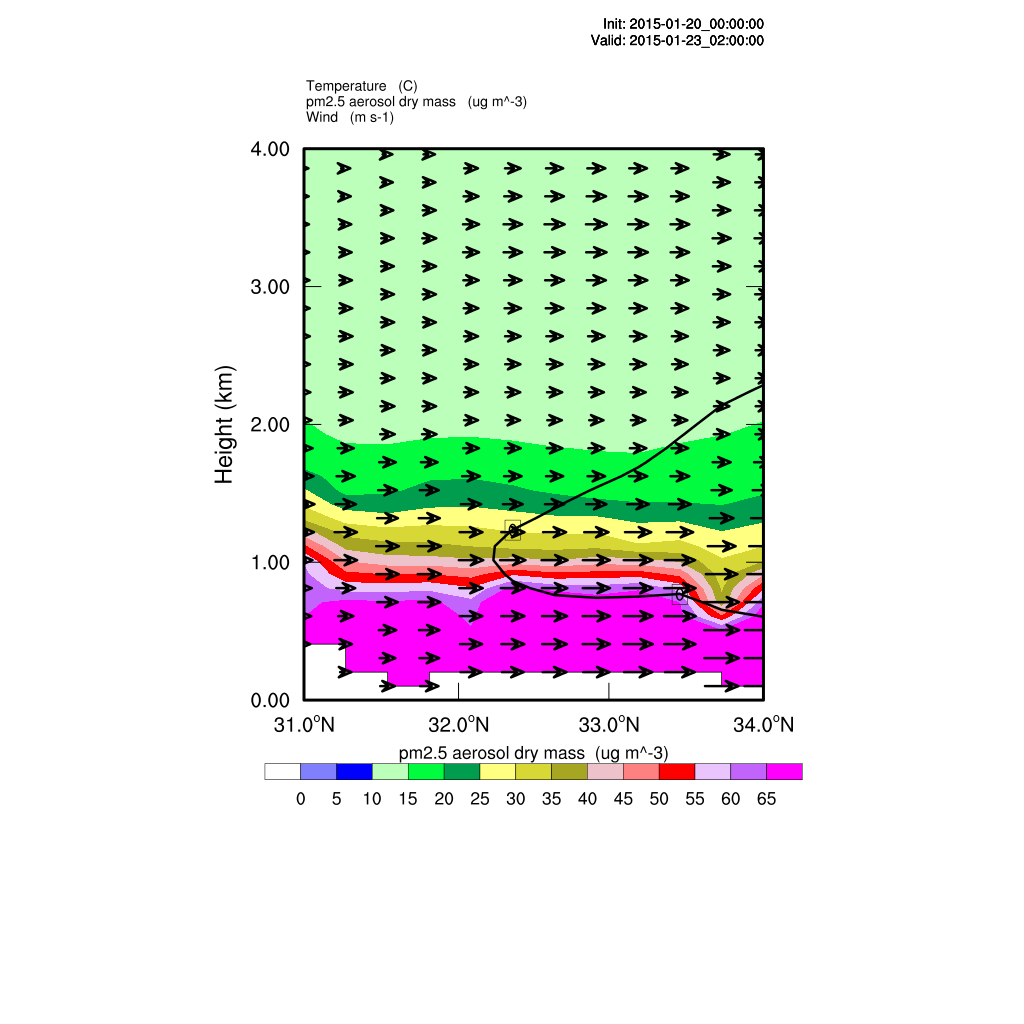 Init: 2015-01-20_00:00:00
Valid: 2015-01-23_02:00:00
Temperature (C)
pm2.5 aerosol dry mass (ug m^-3)
Wind (m s-1)
4.00
3.00
2.00
1.00
0.00
Height (km)
0
0
31.0°N 32.0°N 33.0°N 34.0°N
pm2.5 aerosol dry mass (ug m^-3)
0 5 10 15 20 25 30 35 40 45 50 55 60 65